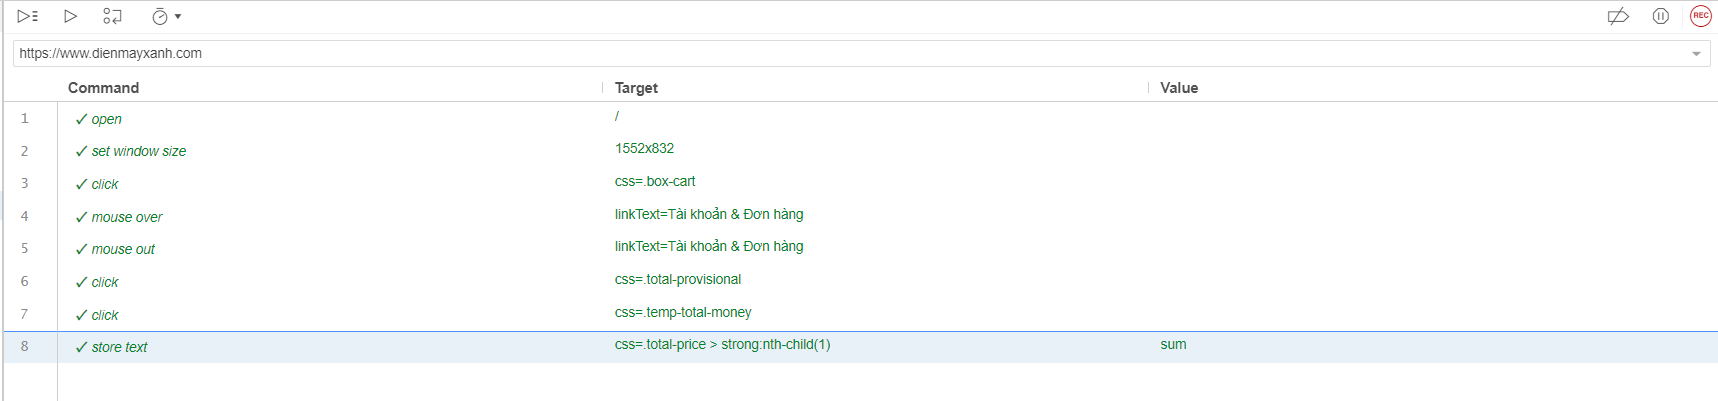 REC
https://www.dienmayxanh.com
Command Target Value
1 open /
2 set window size 1552x832
3 click css=.box-cart
4 mouse over linkText=Tài khoản & Đơn hàng
5 mouse out linkText=Tài khoản & Đơn hàng
6 click css=.total-provisional
7 click css=.temp-total-money
8 store text css=.total-price > strong:nth-child(1) sum